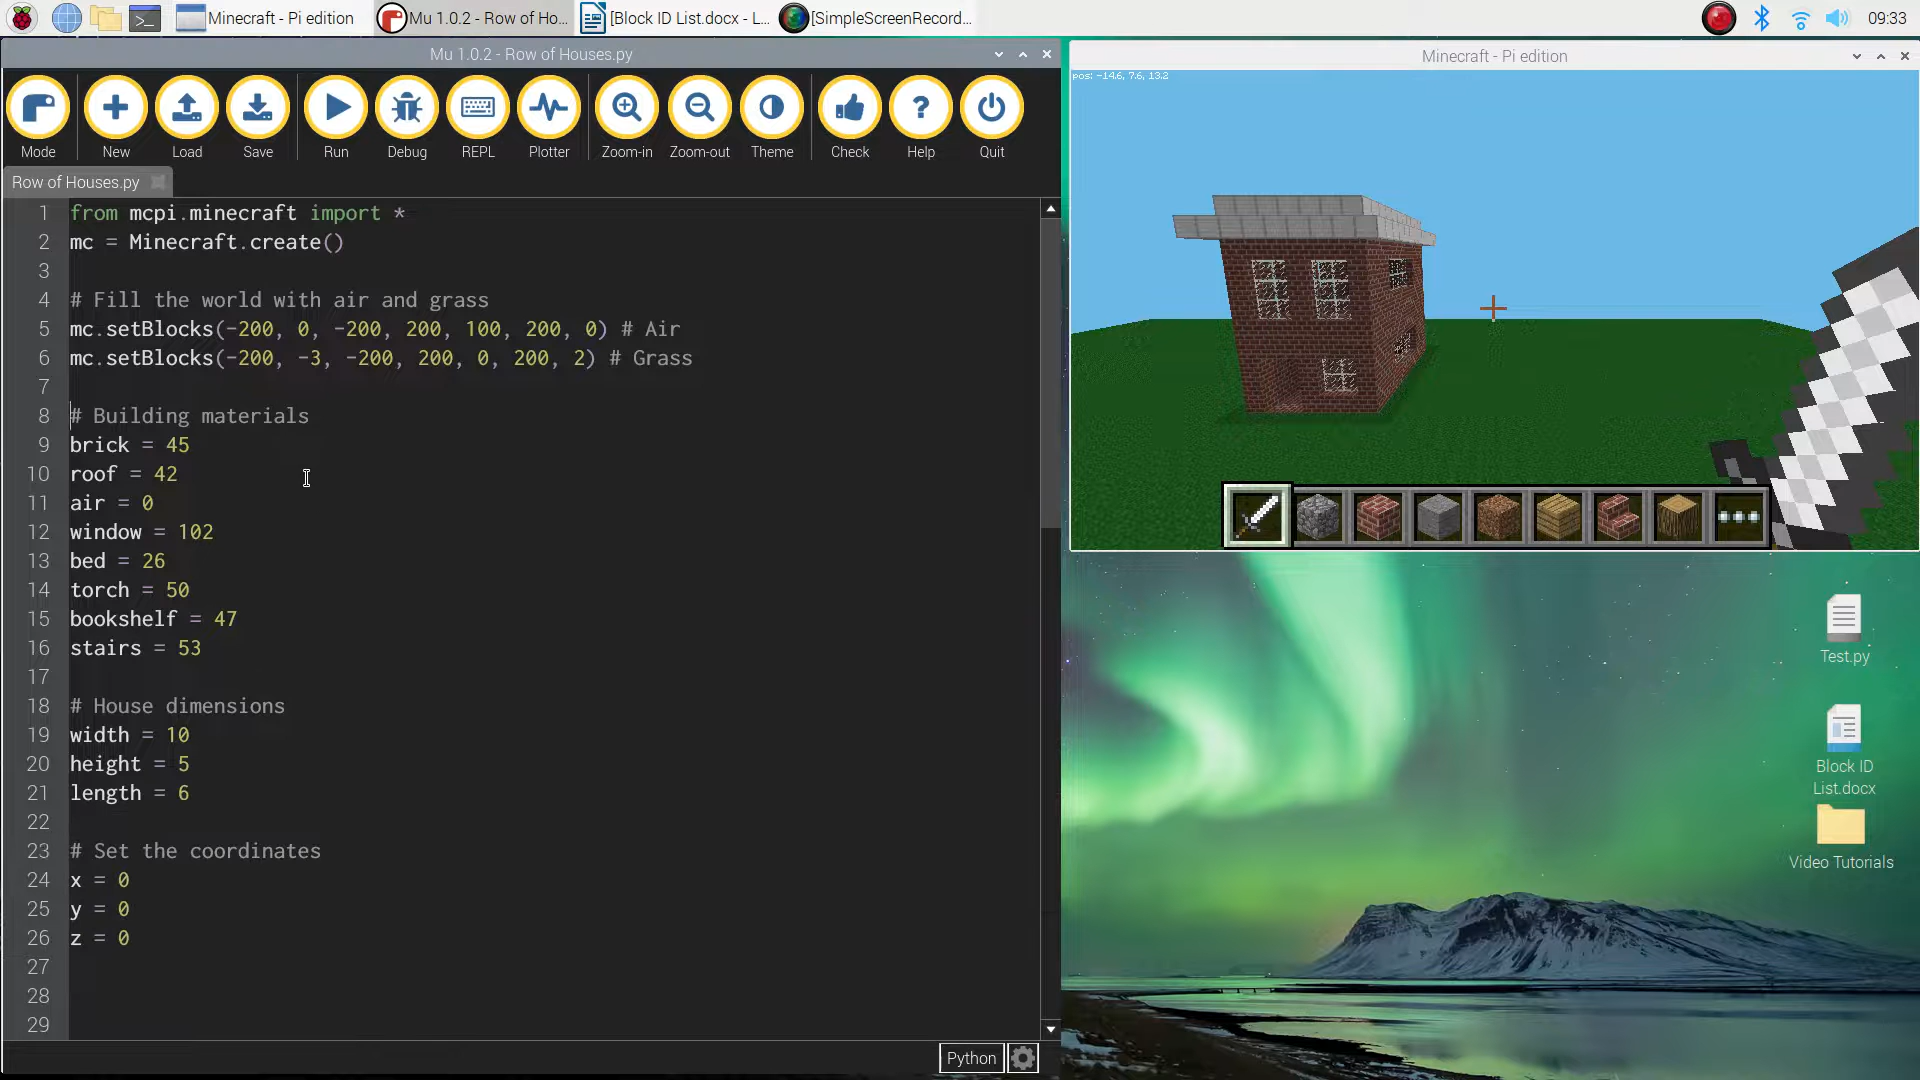 Minecraft - Pi edition
Mu 1.0.2 - Row of Ho...
[Block ID List.docx - L...
[SimpleScreenRecord...
09:33
Mu 1.0.2 - Row of Houses.py
Mode
New
Load
Save
Run
Debug
REPL
Plotter
Zoom-in
Zoom-out
Theme
Check
Help
Quit
Row of Houses.py
1 from mcpi.minecraft import *
2 mc = Minecraft.create()
3
4 # Fill the world with air and grass
5 mc.setBlocks(-200, 0, -200, 200, 100, 200, 0) # Air
6 mc.setBlocks(-200, -3, -200, 200, 0, 200, 2) # Grass
7
8 # Building materials
9 brick = 45
10 roof = 42
11 air = 0
12 window = 102
13 bed = 26
14 torch = 50
15 bookshelf = 47
16 stairs = 53
17
18 # House dimensions
19 width = 10
20 height = 5
21 length = 6
22
23 # Set the coordinates
24 x = 0
25 y = 0
26 z = 0
27
28
29
Python
Minecraft - Pi edition
pos: -14.6, 7.6, 13.2
Test.py
Block ID
List.docx
Video Tutorials